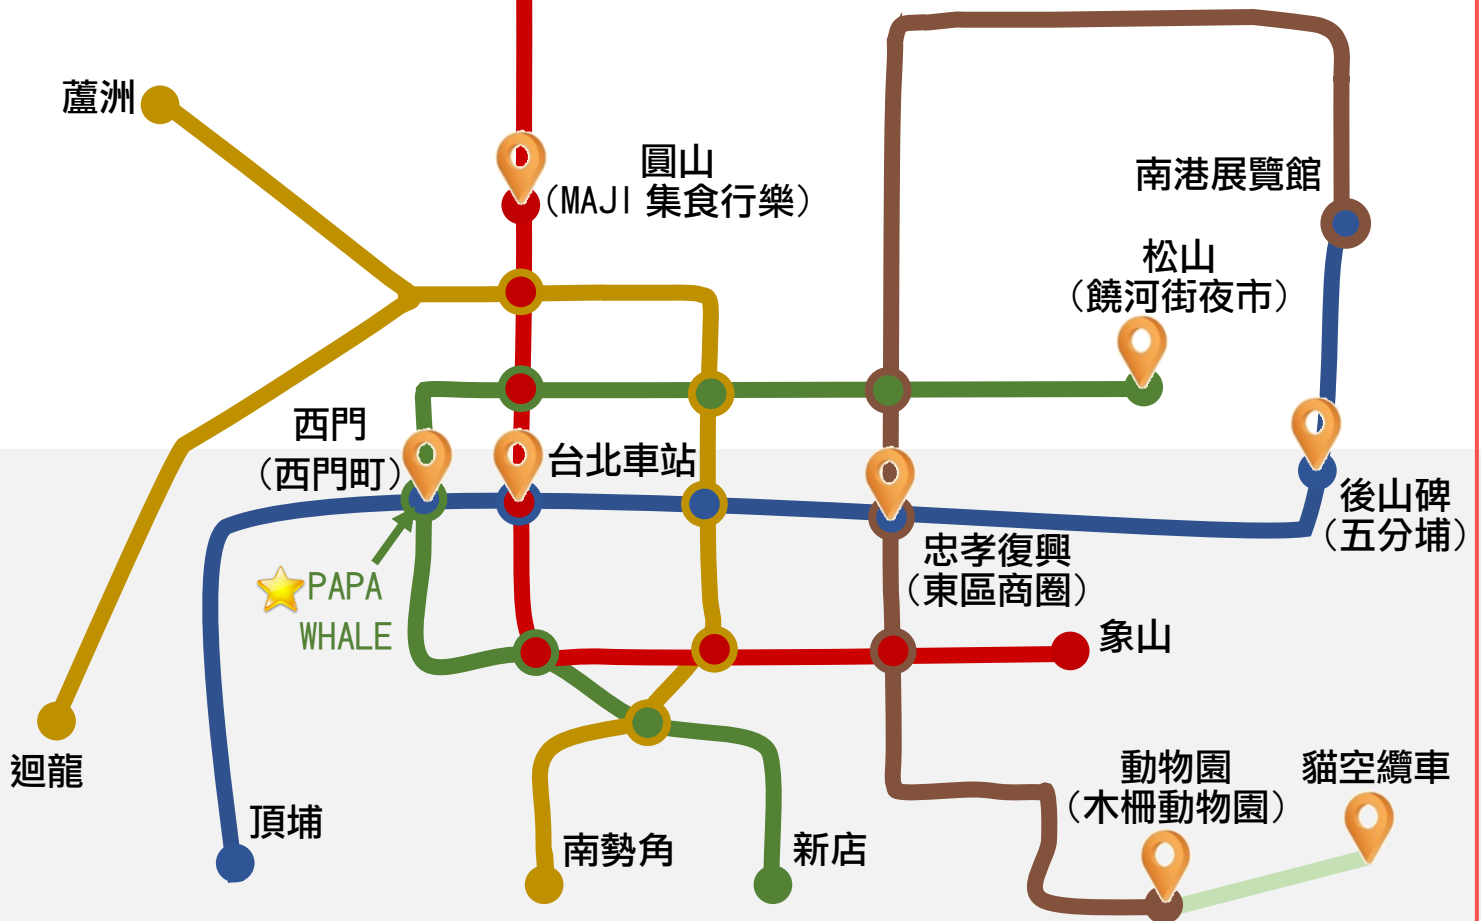 蘆洲
圓山
(MAJI 集食行樂)
南港展覽館
松山
(饒河街夜市)
西門
(西門町)
台北車站
後山碑
(五分埔)
忠孝復興
(東區商圈)
PAPA
WHALE
象山
迴龍
動物園
(木柵動物園)
貓空纜車
頂埔
南勢角
新店